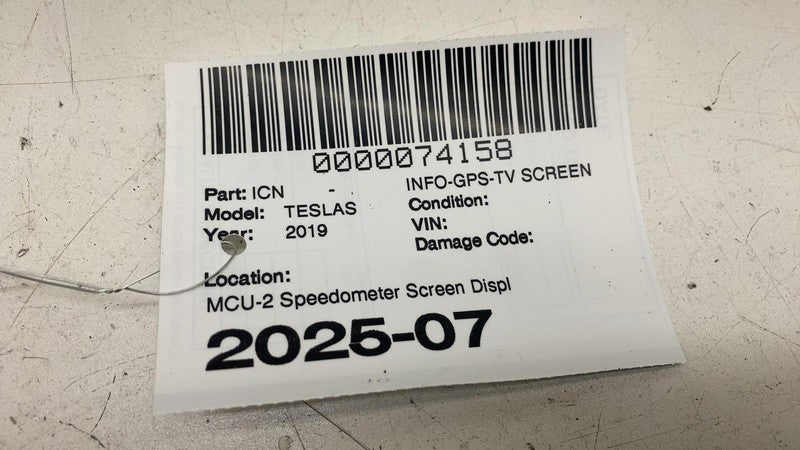 0000074158
Part: ICN - INFO-GPS-TV SCREEN
Model: TESLAS Condition:
Year: 2019 VIN:
Damage Code:
Location:
MCU-2 Speedometer Screen Displ
2025-07